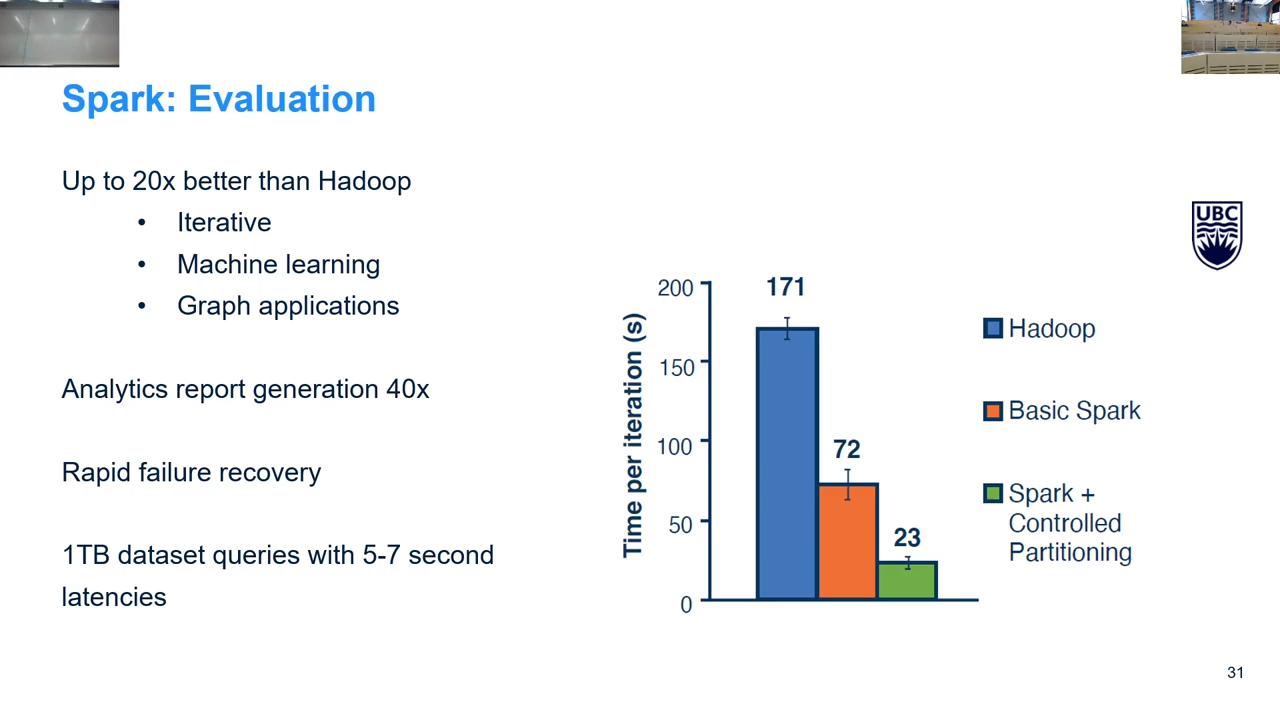 Spark: Evaluation
Up to 20x better than Hadoop
• Iterative
• Machine learning
• Graph applications
Analytics report generation 40x
Rapid failure recovery
1TB dataset queries with 5-7 second
latencies
UBC
Time per iteration (s)
200
150
100
50
0
171
72
23
Hadoop
Basic Spark
Spark +
Controlled
Partitioning
31